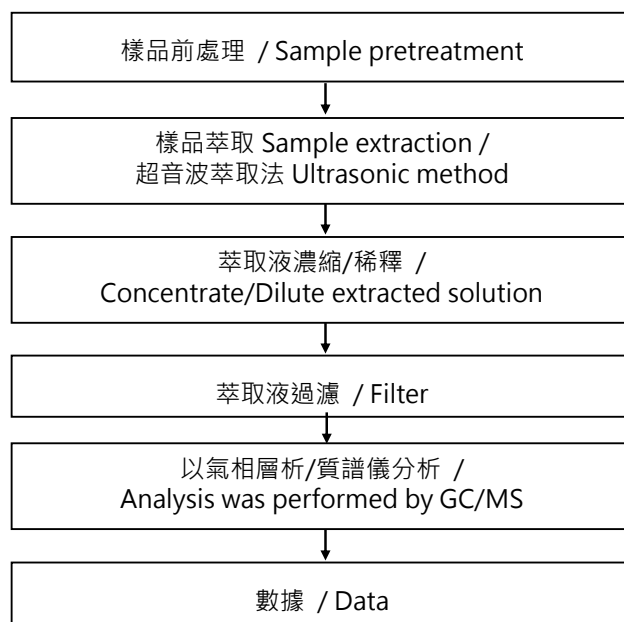 樣品前處理 / Sample pretreatment
樣品萃取 Sample extraction /
超音波萃取法 Ultrasonic method
萃取液濃縮/稀釋 /
Concentrate/Dilute extracted solution
萃取液過濾 / Filter
以氣相層析/質譜儀分析 /
Analysis was performed by GC/MS
數據 / Data